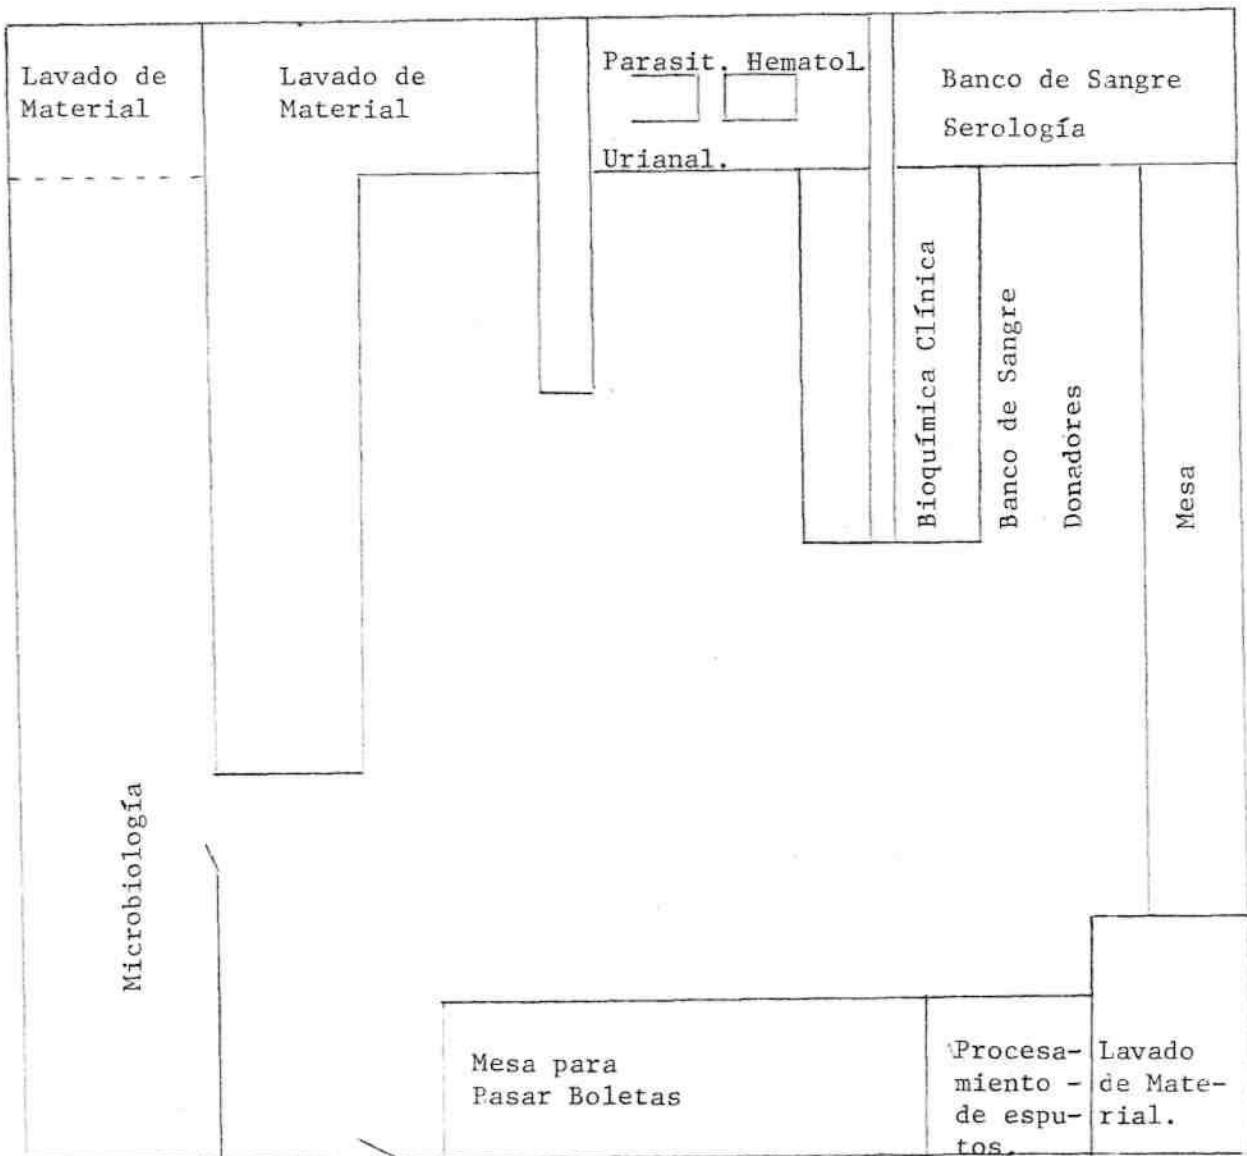 Lavado de
Material
Lavado de
Material
Parasit. Hematol.
Urianal.
Banco de Sangre
Serología
Bioquímica Clínica
Banco de Sangre
Donadores
Mesa
Microbiología
Mesa para
Pasar Boletas
Procesa-
miento -
de espu-
tos.
Lavado
de Mate-
rial.